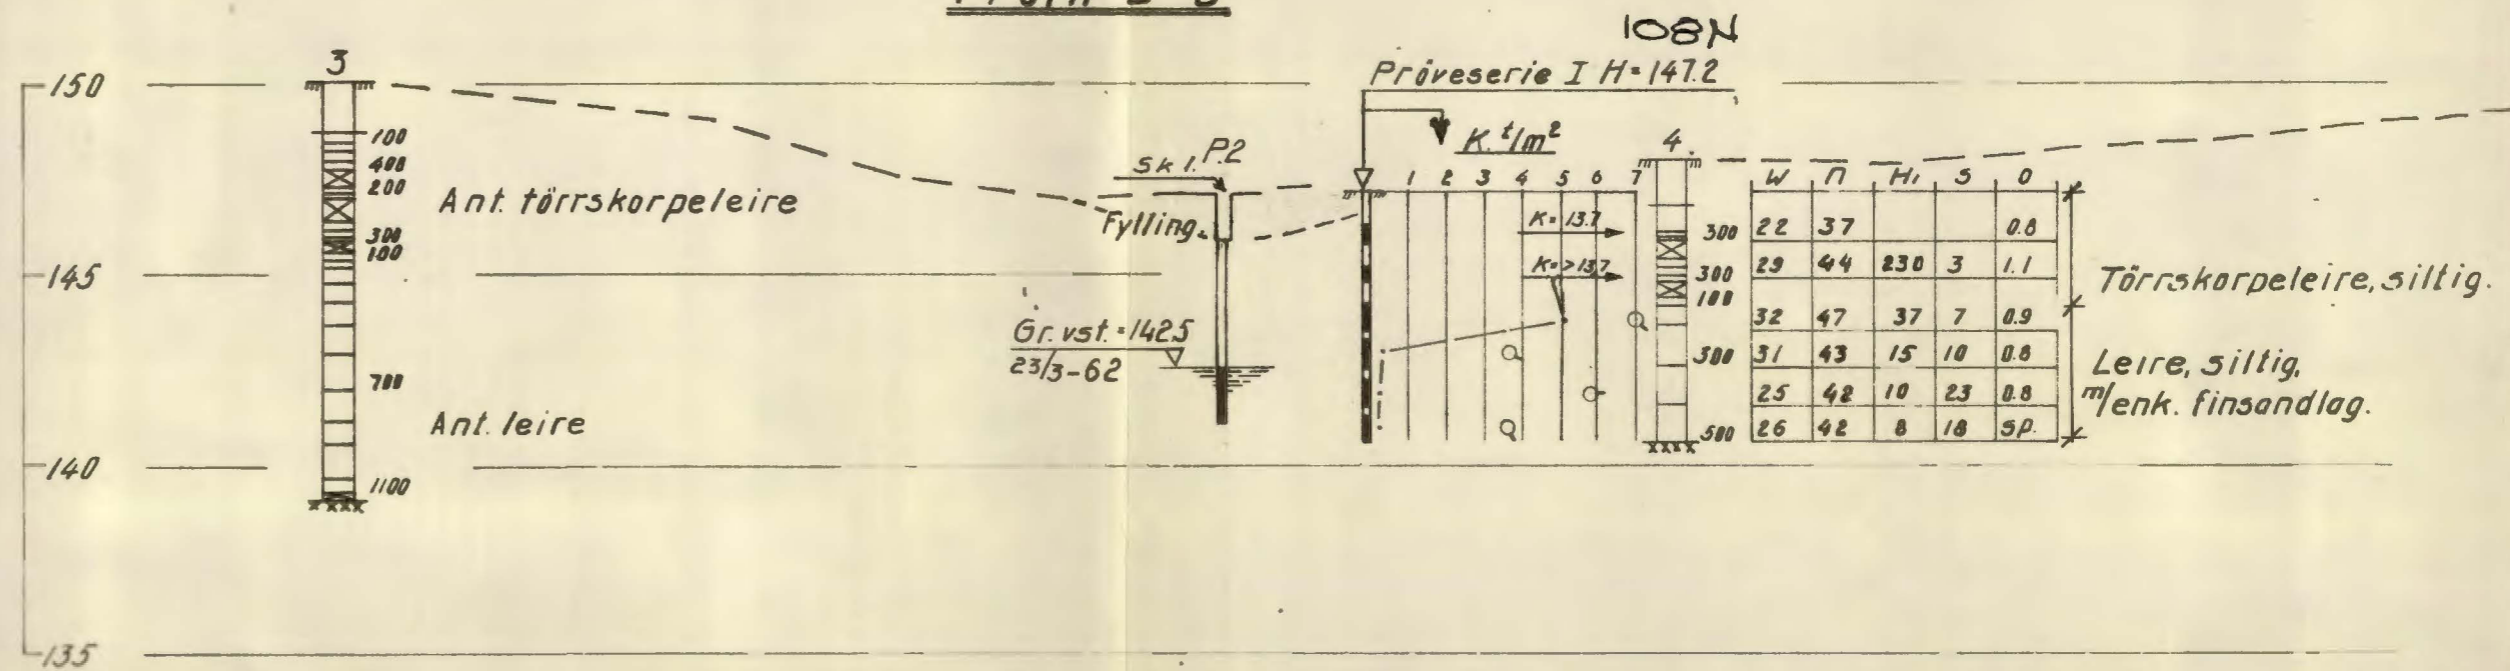 108N
Pröveserie I H=147.2
150
3
100
400
200
300
100
700
1100
Ant. törrskorpeleire
Ant. leire
145
140
135
Sk 1. P.2
Fylling.
Gr. vst. = 142.5
23/3-62
K. t/m2
1 2 3 4 5 6 7
K= 13.7
K= >13.7
4.
300
300
100
300
500
W n H1 S O
22 37 0.8
29 44 230 3 1.1
32 47 37 7 0.9
31 43 15 10 0.8
25 42 10 23 0.8
26 42 8 18 sp.
Törrskorpeleire, siltig.
Leire, siltig,
m/enk. finsandlag.